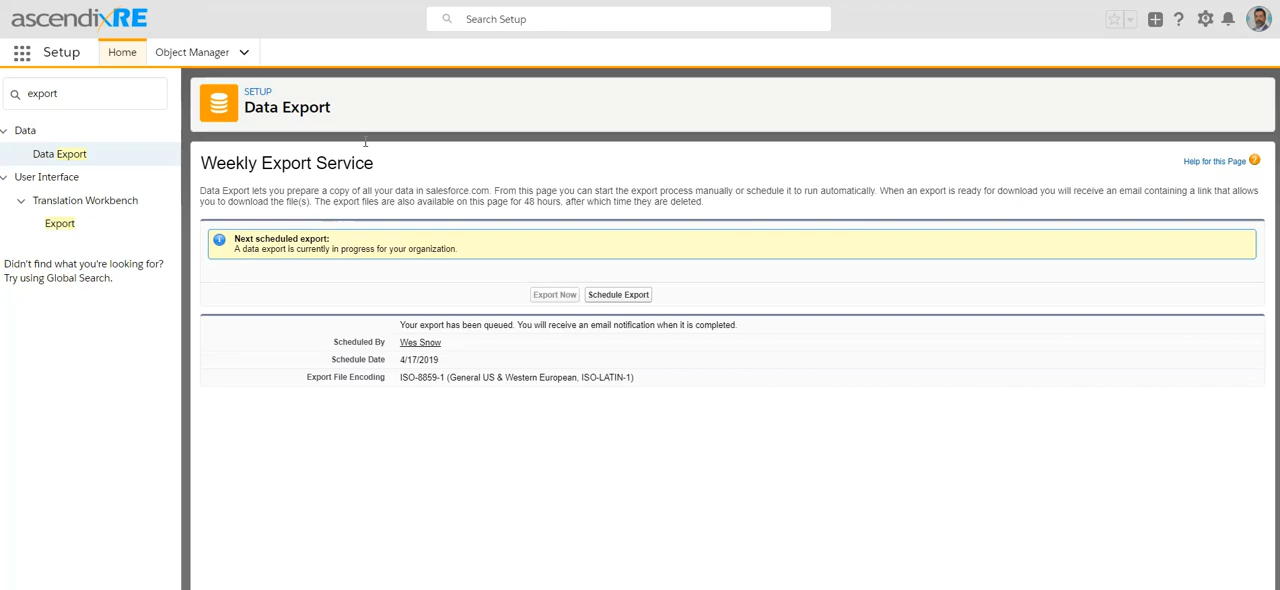 ascendixRE
Search Setup
Setup
Home
Object Manager
export
Data
Data Export
User Interface
Translation Workbench
Export
Didn't find what you're looking for?
Try using Global Search.
SETUP
Data Export
Weekly Export Service
Help for this Page
Data Export lets you prepare a copy of all your data in salesforce.com. From this page you can start the export process manually or schedule it to run automatically. When an export is ready for download you will receive an email containing a link that allows
you to download the file(s). The export files are also available on this page for 48 hours, after which time they are deleted.
Next scheduled export:
A data export is currently in progress for your organization.
Export Now
Schedule Export
Your export has been queued. You will receive an email notification when it is completed.
Scheduled By Wes Snow
Schedule Date 4/17/2019
Export File Encoding ISO-8859-1 (General US & Western European, ISO-LATIN-1)